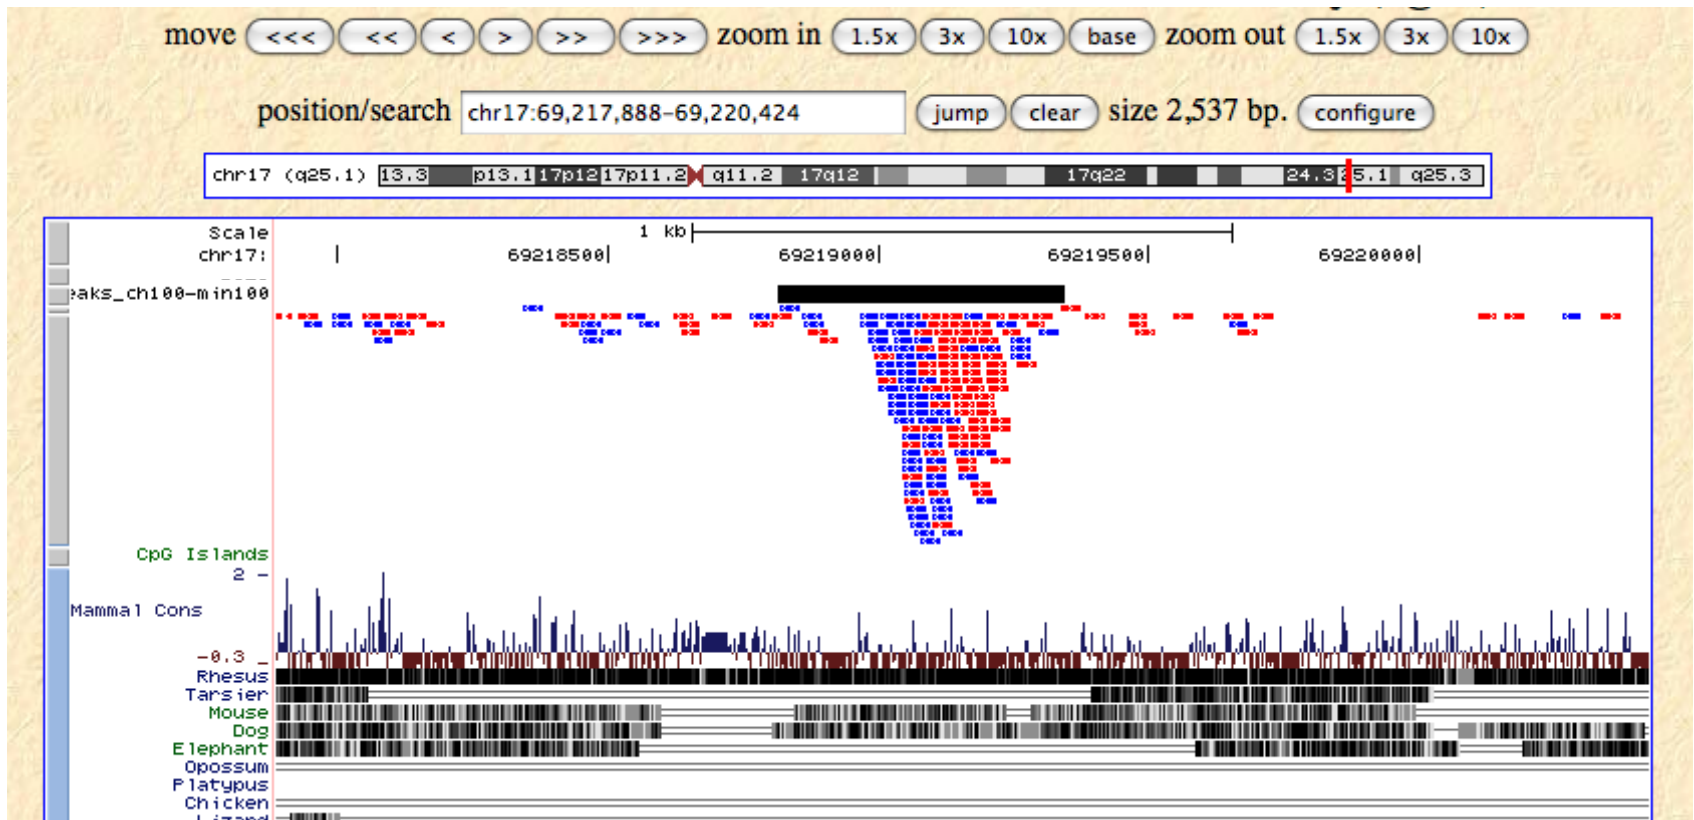 move <<< << < > >> >>> zoom in 1.5x 3x 10x base zoom out 1.5x 3x 10x
position/search chr17:69,217,888-69,220,424 jump clear size 2,537 bp. configure
chr17 (q25.1) 13.3 p13.1 17p12 17p11.2 q11.2 17q12 17q22 24.3 25.1 q25.3
Scale 1 kb
chr17: 69218500 69219000 69219500 69220000
eaks_ch100-min100
CpG Islands
2
Mammal Cons
-0.3
Rhesus
Tarsier
Mouse
Dog
Elephant
Opossum
Platypus
Chicken